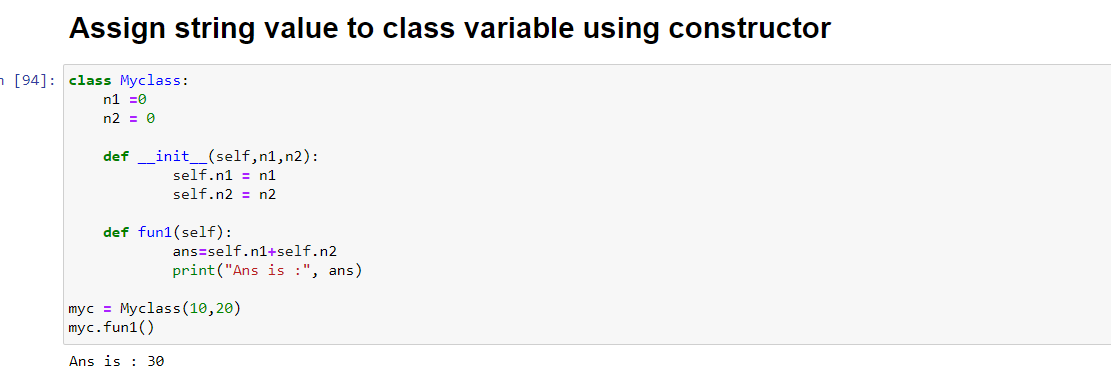 Assign string value to class variable using constructor
n [94]: class Myclass:
    n1 =0
    n2 = 0
    def __init__(self,n1,n2):
            self.n1 = n1
            self.n2 = n2
    def fun1(self):
            ans=self.n1+self.n2
            print("Ans is :", ans)
myc = Myclass(10,20)
myc.fun1()
Ans is : 30